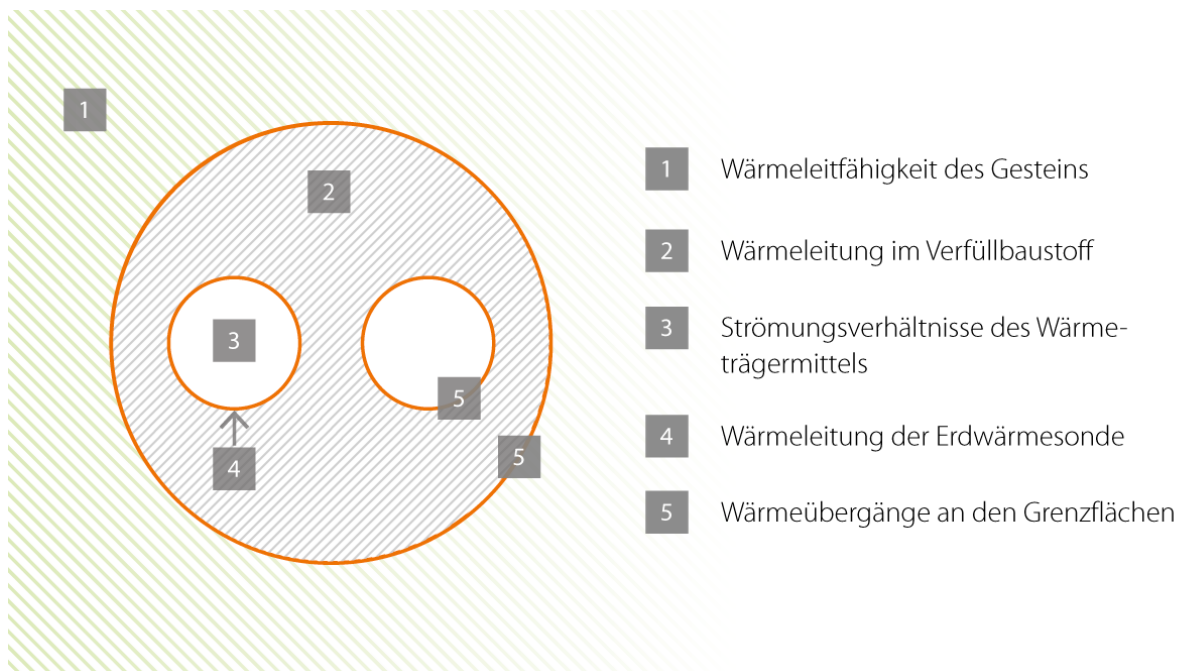 1
2
3
4
5
5
1 Wärmeleitfähigkeit des Gesteins
2 Wärmeleitung im Verfüllbaustoff
3 Strömungsverhältnisse des Wärme-
trägermittels
4 Wärmeleitung der Erdwärmesonde
5 Wärmeübergänge an den Grenzflächen